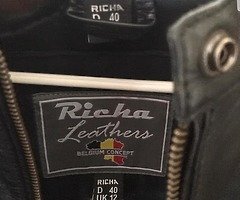 RICHA
D 40
Richa
Leathers
BELGIUM CONCEPT
RICHA
D 40
UK 12